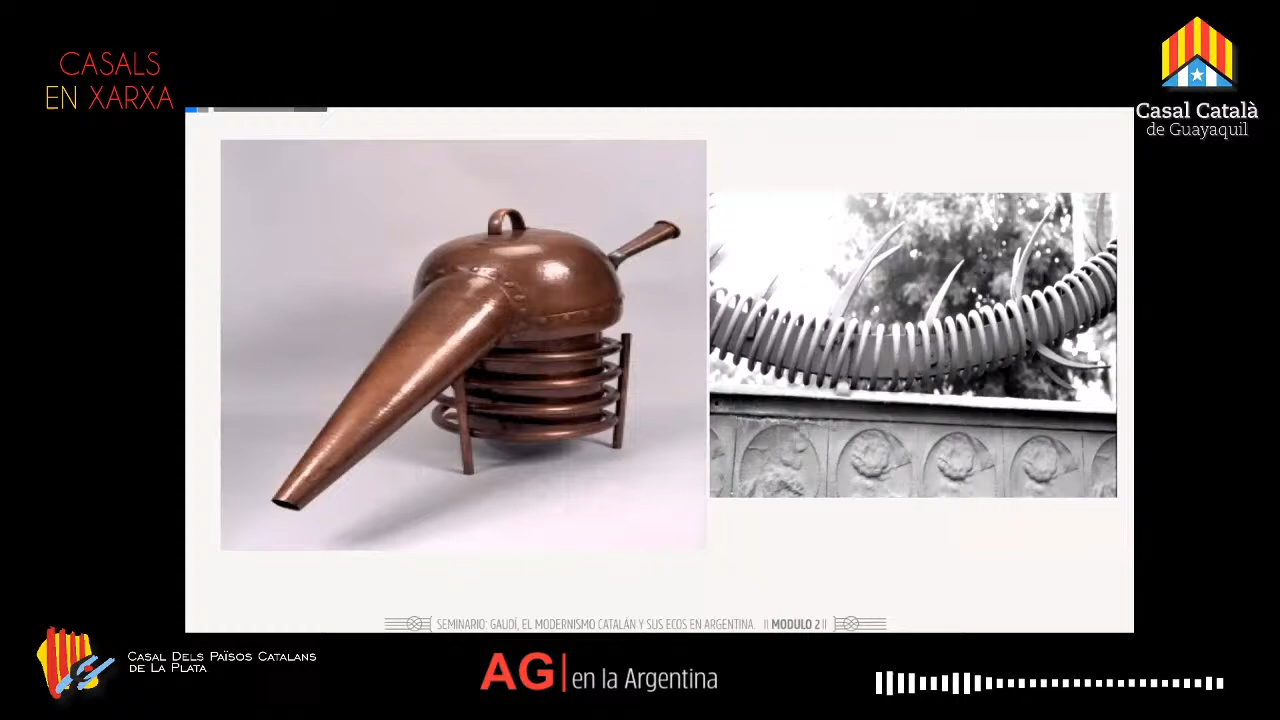 CASALS
EN XARXA
Casal Català
de Guayaquil
SEMINARIO: GAUDÍ, EL MODERNISMO CATALÁN Y SUS ECOS EN ARGENTINA. || MODULO 2 ||
CASAL DELS PAÏSOS CATALANS
DE LA PLATA
AG | en la Argentina